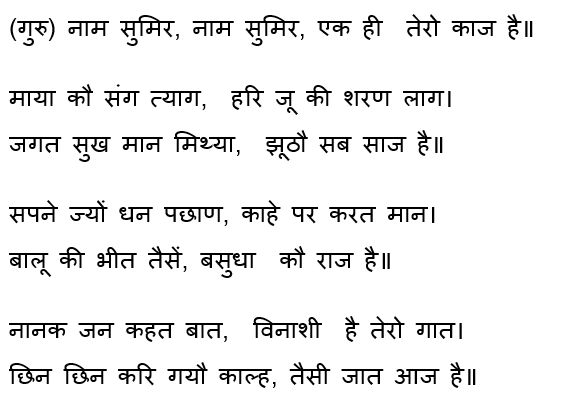 (गुरु) नाम सुमिर, नाम सुमिर, एक ही तेरो काज है॥
माया कौ संग त्याग, हरि जू की शरण लाग।
जगत सुख मान मिथ्या, झूठौ सब साज है॥
सपने ज्यों धन पछाण, काहे पर करत मान।
बालू की भीत तैसें, बसुधा कौ राज है॥
नानक जन कहत बात, विनाशी है तेरो गात।
छिन छिन करि गयौ काल्ह, तैसी जात आज है॥